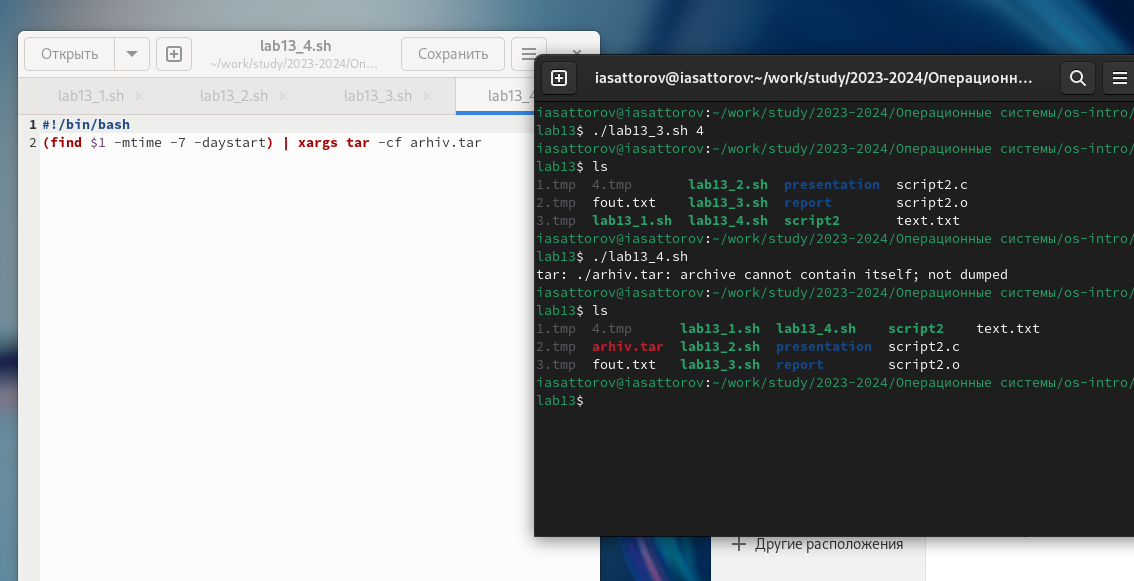 Открыть
lab13_4.sh
~/work/study/2023-2024/Оп...
Сохранить
lab13_1.sh
lab13_2.sh
lab13_3.sh
lab13_4
1 #!/bin/bash
2 (find $1 -mtime -7 -daystart) | xargs tar -cf arhiv.tar
iasattorov@iasattorov:~/work/study/2023-2024/Операционн...
iasattorov@iasattorov:~/work/study/2023-2024/Операционные системы/os-intro/
lab13$ ./lab13_3.sh 4
iasattorov@iasattorov:~/work/study/2023-2024/Операционные системы/os-intro/
lab13$ ls
1.tmp 4.tmp lab13_2.sh presentation script2.c
2.tmp fout.txt lab13_3.sh report script2.o
3.tmp lab13_1.sh lab13_4.sh script2 text.txt
iasattorov@iasattorov:~/work/study/2023-2024/Операционные системы/os-intro/
lab13$ ./lab13_4.sh
tar: ./arhiv.tar: archive cannot contain itself; not dumped
iasattorov@iasattorov:~/work/study/2023-2024/Операционные системы/os-intro/
lab13$ ls
1.tmp 4.tmp lab13_1.sh lab13_4.sh script2 text.txt
2.tmp arhiv.tar lab13_2.sh presentation script2.c
3.tmp fout.txt lab13_3.sh report script2.o
iasattorov@iasattorov:~/work/study/2023-2024/Операционные системы/os-intro/
lab13$
Другие расположения